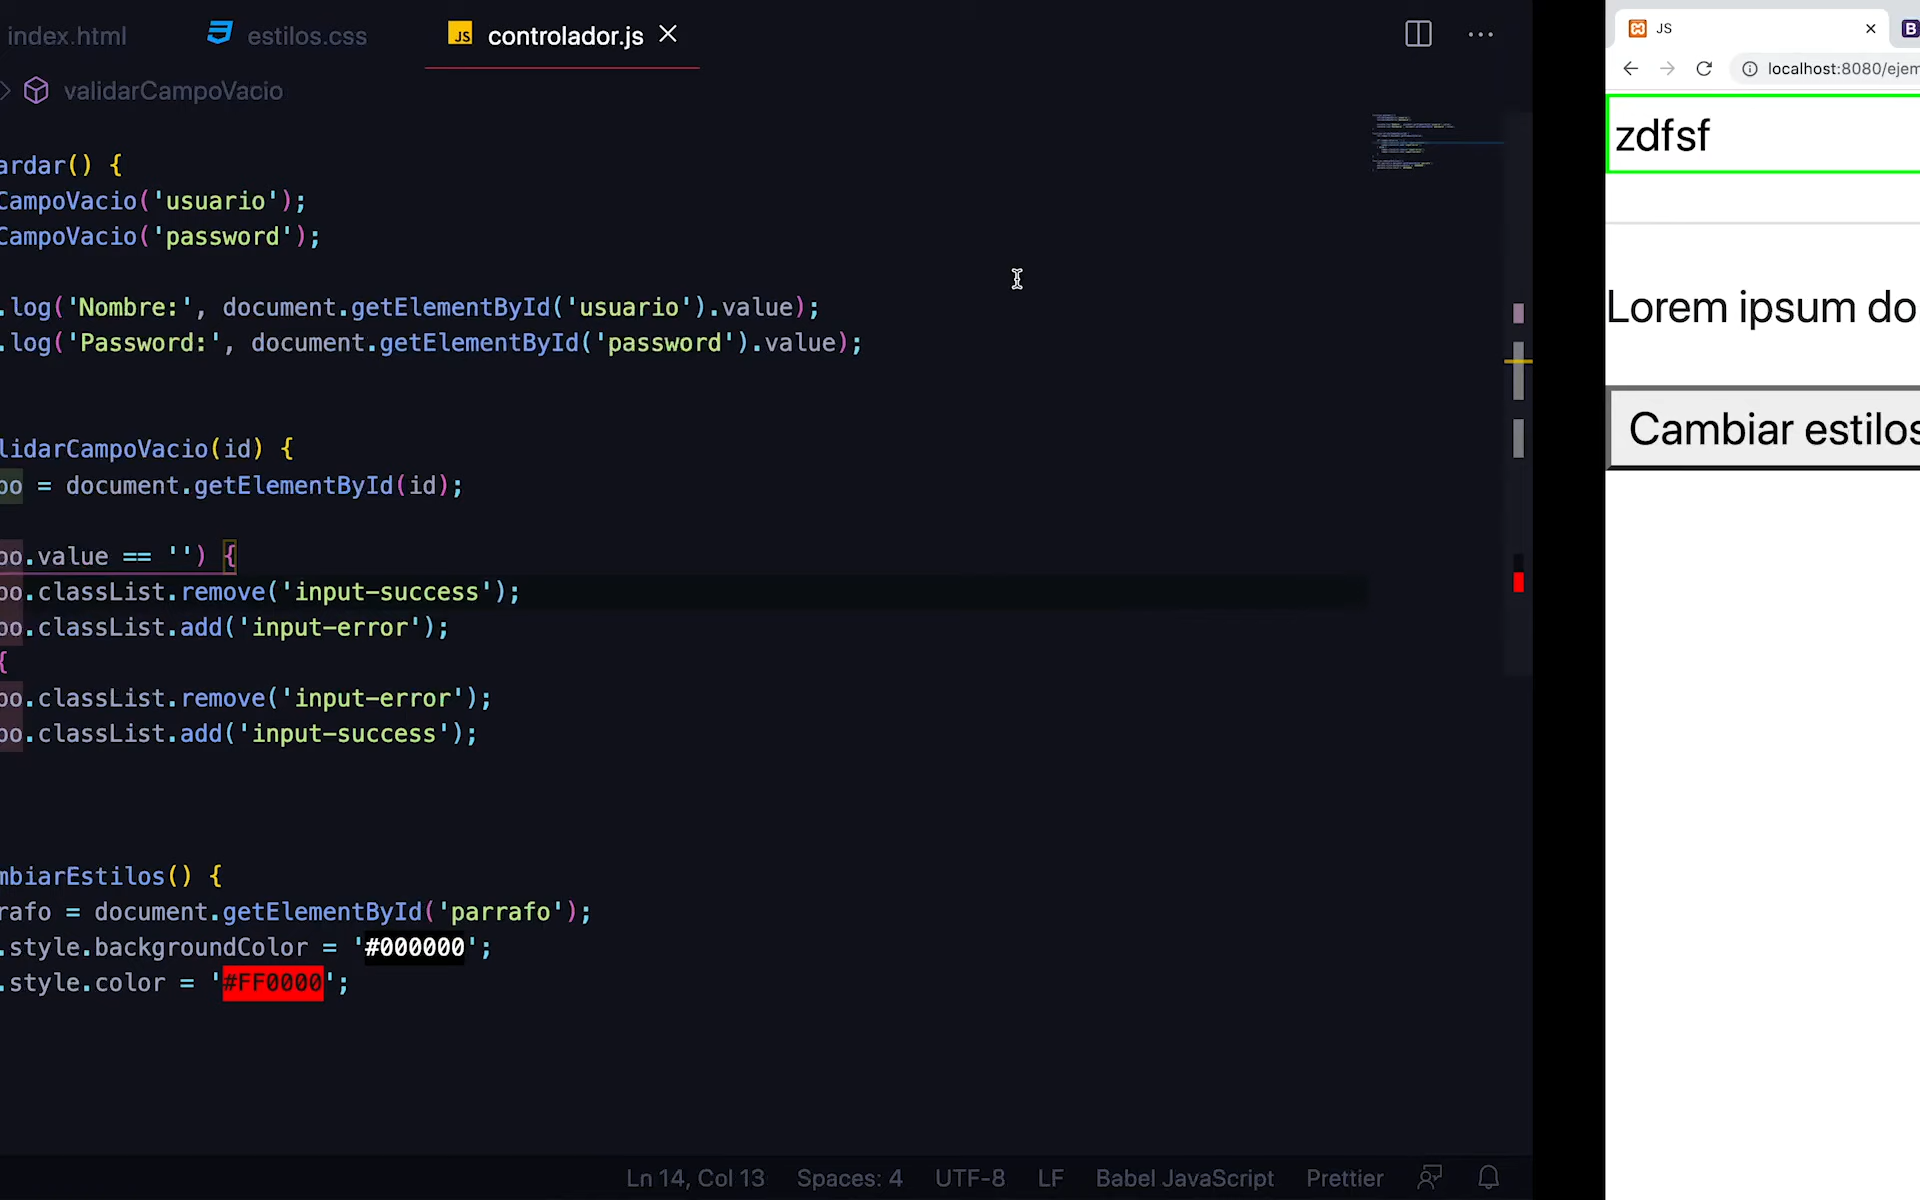 index.html
estilos.css
JS controlador.js
validarCampoVacio
ardar() {
CampoVacio('usuario');
CampoVacio('password');
.log('Nombre:', document.getElementById('usuario').value);
.log('Password:', document.getElementById('password').value);
lidarCampoVacio(id) {
po = document.getElementById(id);
po.value == '') {
po.classList.remove('input-success');
po.classList.add('input-error');
{
po.classList.remove('input-error');
po.classList.add('input-success');
mbiarEstilos() {
rafo = document.getElementById('parrafo');
.style.backgroundColor = '#000000';
.style.color = '#FF0000';
Ln 14, Col 13 Spaces: 4 UTF-8 LF Babel JavaScript Prettier
JS
B
localhost:8080/ejem
zdfsf
Lorem ipsum do
Cambiar estilos